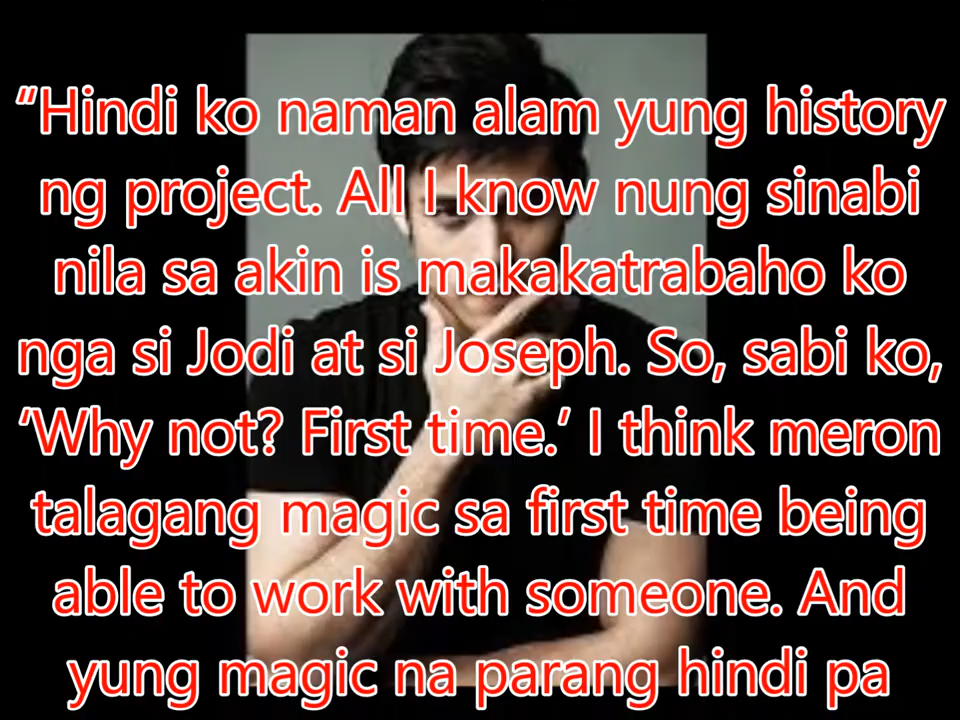 “Hindi ko naman alam yung history
ng project. All I know nung sinabi
nila sa akin is makakatrabaho ko
nga si Jodi at si Joseph. So, sabi ko,
‘Why not? First time.’ I think meron
talagang magic sa first time being
able to work with someone. And
yung magic na parang hindi pa